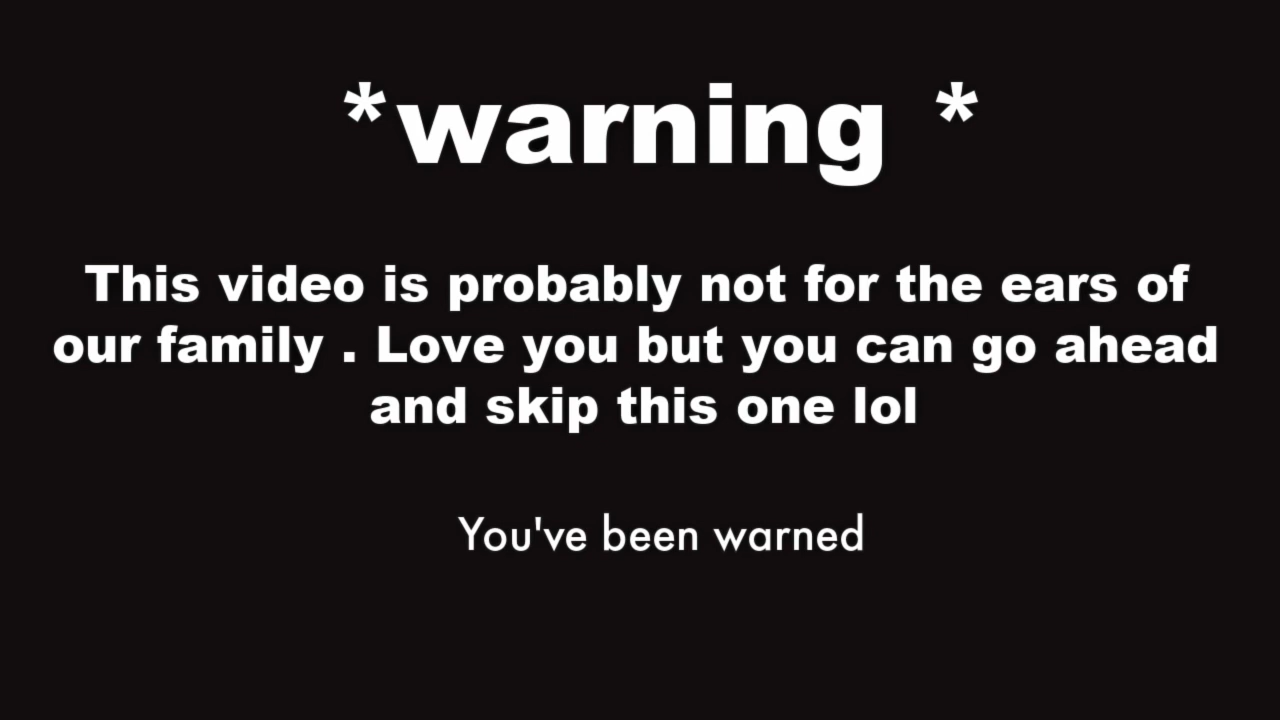 *warning *
This video is probably not for the ears of
our family . Love you but you can go ahead
and skip this one lol
You've been warned